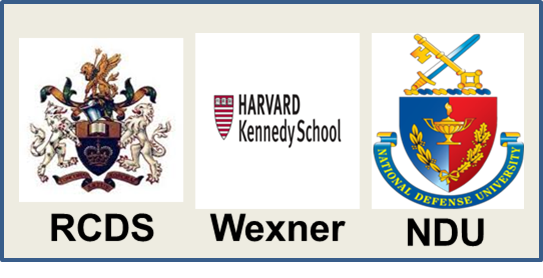 HARVARD
Kennedy School
NATIONAL DEFENSE UNIVERSITY
RCDS
Wexner
NDU